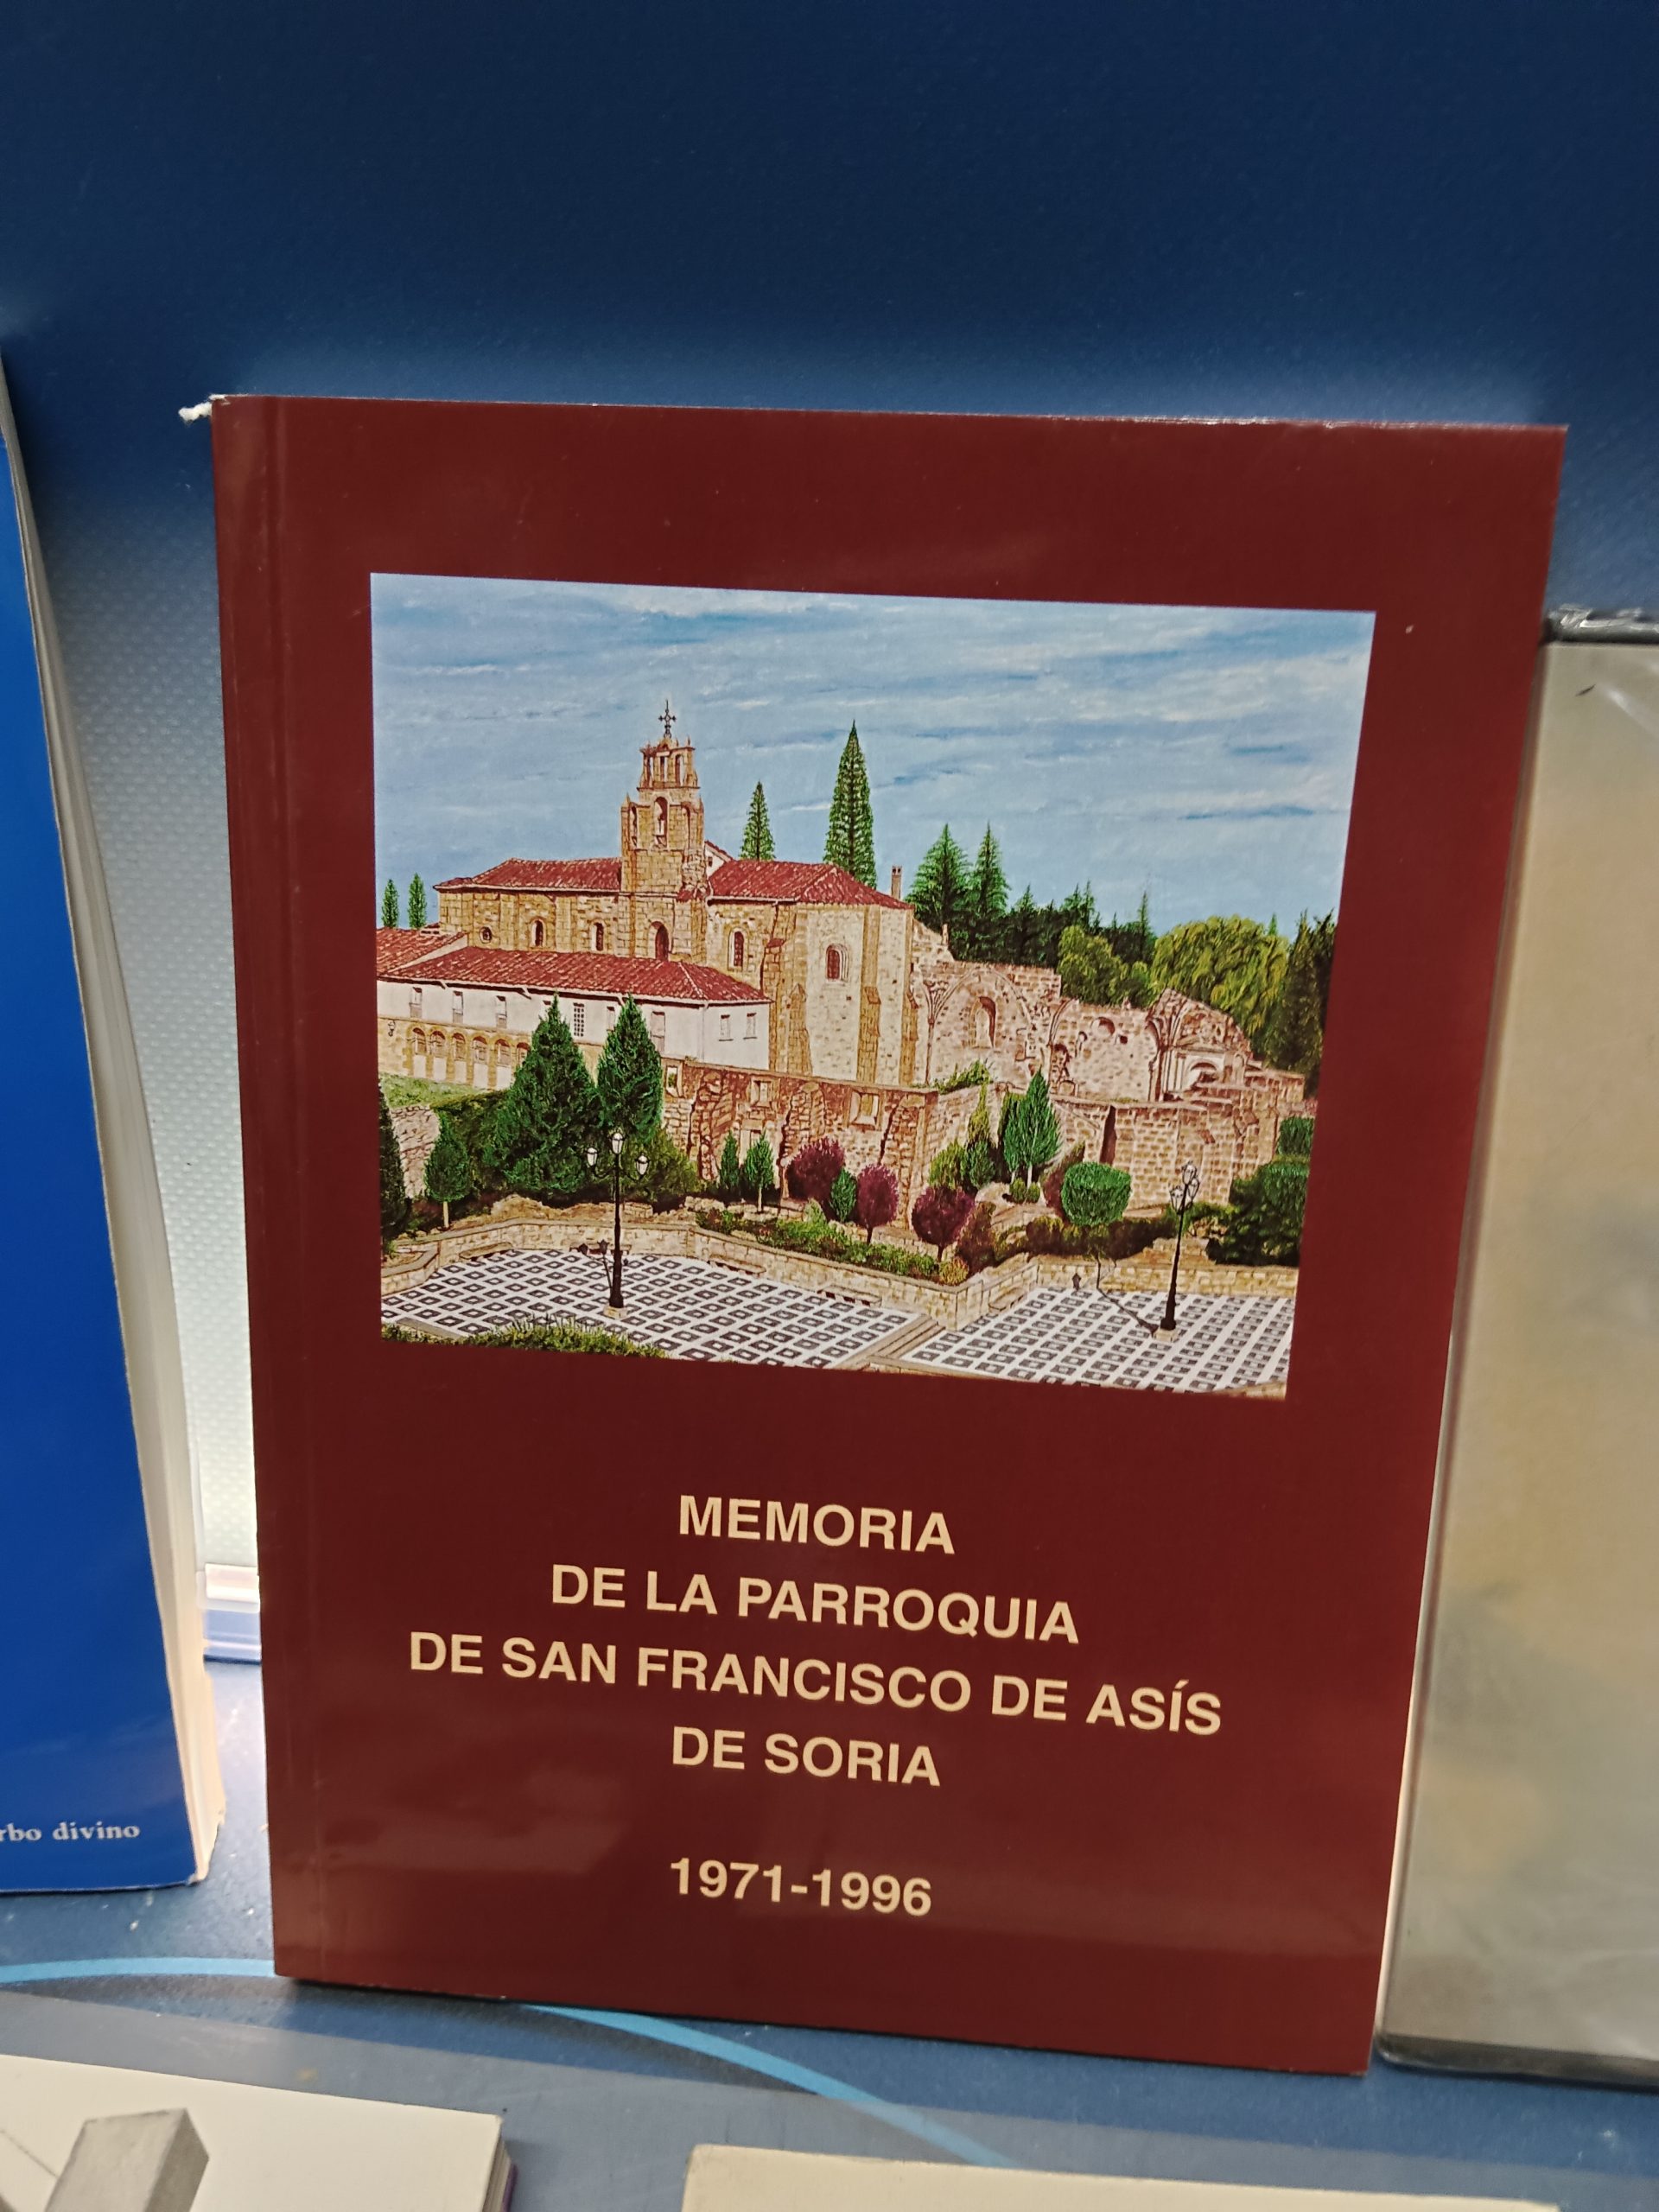 MEMORIA
DE LA PARROQUIA
DE SAN FRANCISCO DE ASÍS
DE SORIA
1971-1996
rbo divino